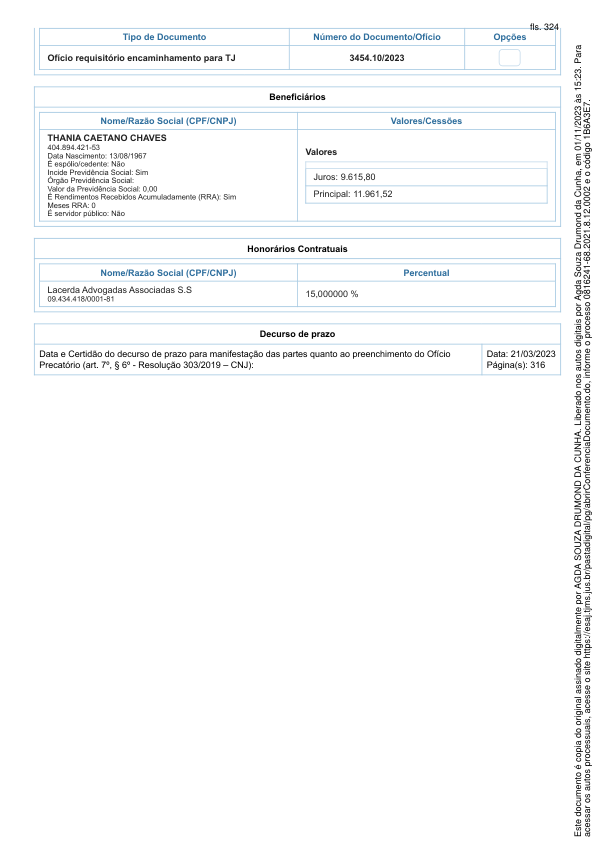 fls. 324
Tipo de Documento Número do Documento/Ofício Opções
Ofício requisitório encaminhamento para TJ 3454.10/2023
Beneficiários
Nome/Razão Social (CPF/CNPJ) Valores/Cessões
THANIA CAETANO CHAVES
404.894.421-53
Data Nascimento: 13/08/1967
É espólio/cedente: Não
Incide Previdência Social: Sim
Órgão Previdência Social:
Valor da Previdência Social: 0,00
É Rendimentos Recebidos Acumuladamente (RRA): Sim
Meses RRA: 0
É servidor público: Não
Valores
Juros: 9.615,80
Principal: 11.961,52
Honorários Contratuais
Nome/Razão Social (CPF/CNPJ) Percentual
Lacerda Advogadas Associadas S.S
09.434.418/0001-81
15,000000 %
Decurso de prazo
Data e Certidão do decurso de prazo para manifestação das partes quanto ao preenchimento do Ofício
Precatório (art. 7º, § 6º - Resolução 303/2019 – CNJ):
Data: 21/03/2023
Página(s): 316
Este documento é copia do original assinado digitalmente por AGDA SOUZA DRUMOND DA CUNHA. Liberado nos autos digitais por Agda Souza Drumond da Cunha, em 01/11/2023 às 15:23. Para
acessar os autos processuais, acesse o site https://esaj.tjms.jus.br/pastadigital/pg/abrirConferenciaDocumento.do, informe o processo 0816241-68.2021.8.12.0002 e o código 1B6A3E7.